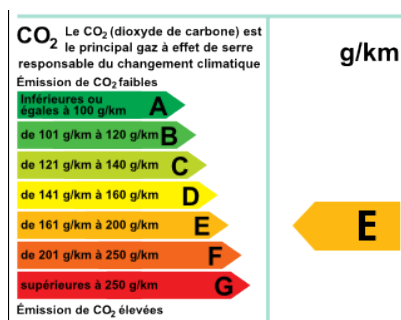 CO2 Le CO2 (dioxyde de carbone) est
le principal gaz à effet de serre
responsable du changement climatique
Émission de CO2 faibles
Inférieures ou
égales à 100 g/km A
de 101 g/km à 120 g/km B
de 121 g/km à 140 g/km C
de 141 g/km à 160 g/km D
de 161 g/km à 200 g/km E
de 201 g/km à 250 g/km F
supérieures à 250 g/km G
Émission de CO2 élevées
g/km
E